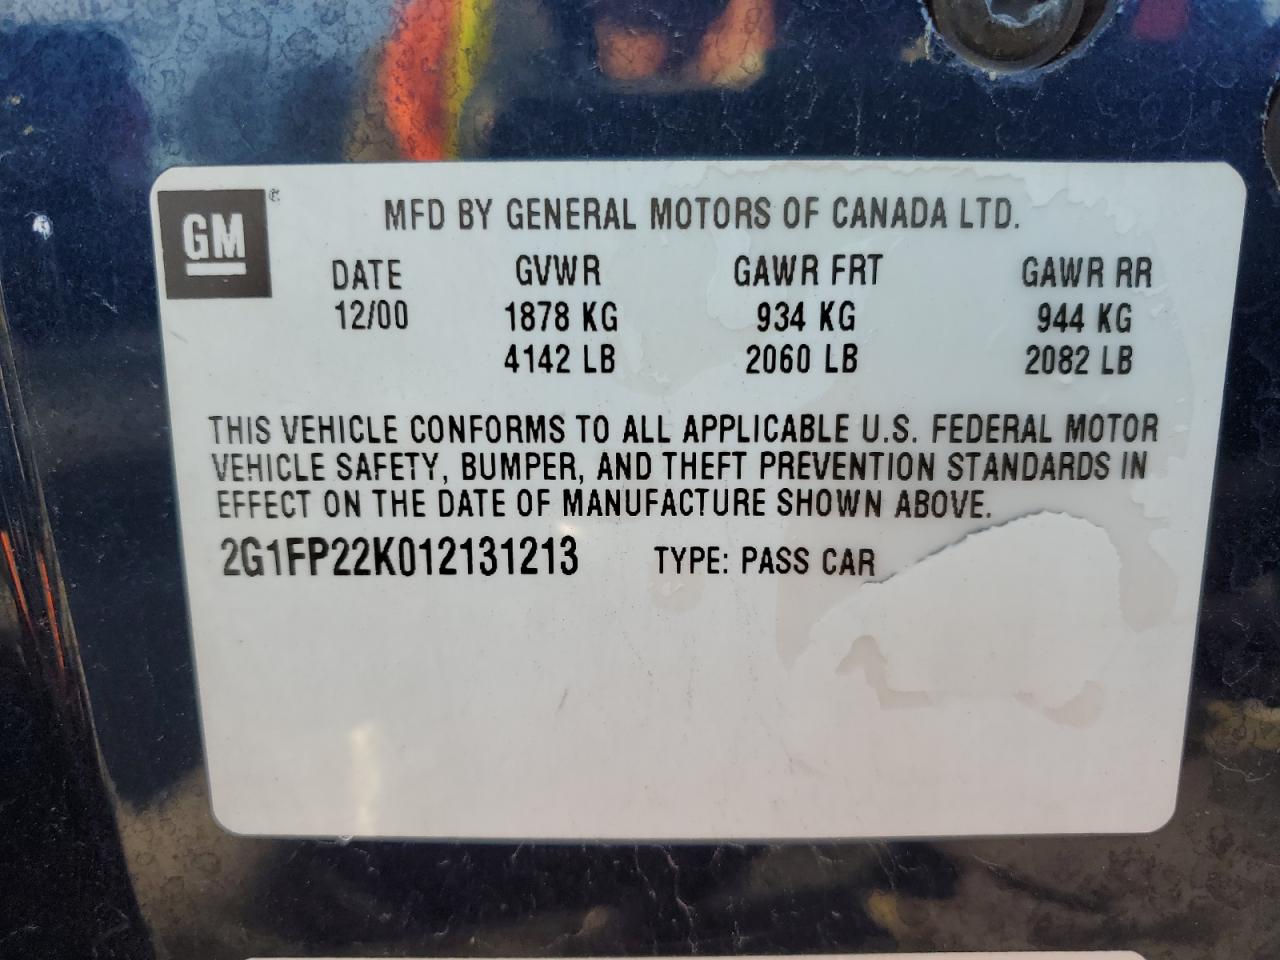 GM ®
MFD BY GENERAL MOTORS OF CANADA LTD.
DATE GVWR GAWR FRT GAWR RR
12/00 1878 KG 934 KG 944 KG
4142 LB 2060 LB 2082 LB
THIS VEHICLE CONFORMS TO ALL APPLICABLE U.S. FEDERAL MOTOR
VEHICLE SAFETY, BUMPER, AND THEFT PREVENTION STANDARDS IN
EFFECT ON THE DATE OF MANUFACTURE SHOWN ABOVE.
2G1FP22K012131213 TYPE: PASS CAR